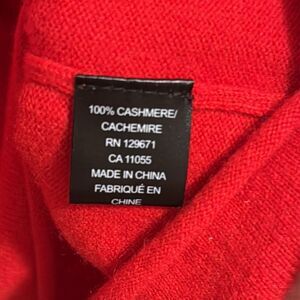 100% CASHMERE/
CACHEMIRE
RN 129671
CA 11055
MADE IN CHINA
FABRIQUÉ EN
CHINE